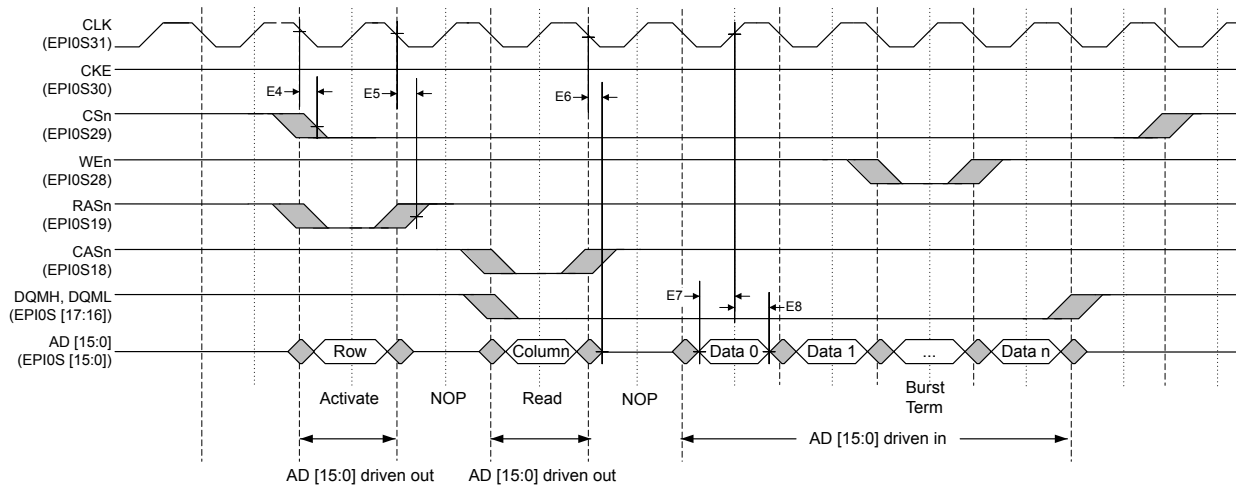 CLK
(EPI0S31)
CKE
(EPI0S30)
E4
E5
E6
CSn
(EPI0S29)
WEn
(EPI0S28)
RASn
(EPI0S19)
CASn
(EPI0S18)
DQMH, DQML
(EPI0S [17:16])
E7
E8
AD [15:0]
(EPI0S [15:0])
Row
Column
Data 0
Data 1
...
Data n
Activate
NOP
Read
NOP
Burst
Term
AD [15:0] driven in
AD [15:0] driven out
AD [15:0] driven out